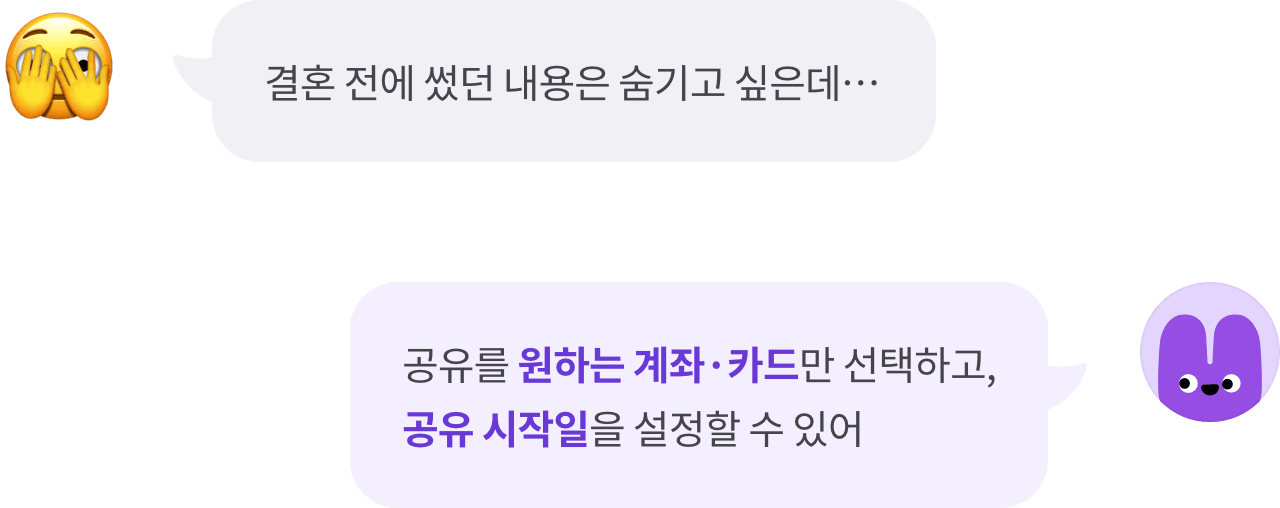 결혼 전에 썼던 내용은 숨기고 싶은데…
공유를 원하는 계좌·카드만 선택하고,
공유 시작일을 설정할 수 있어